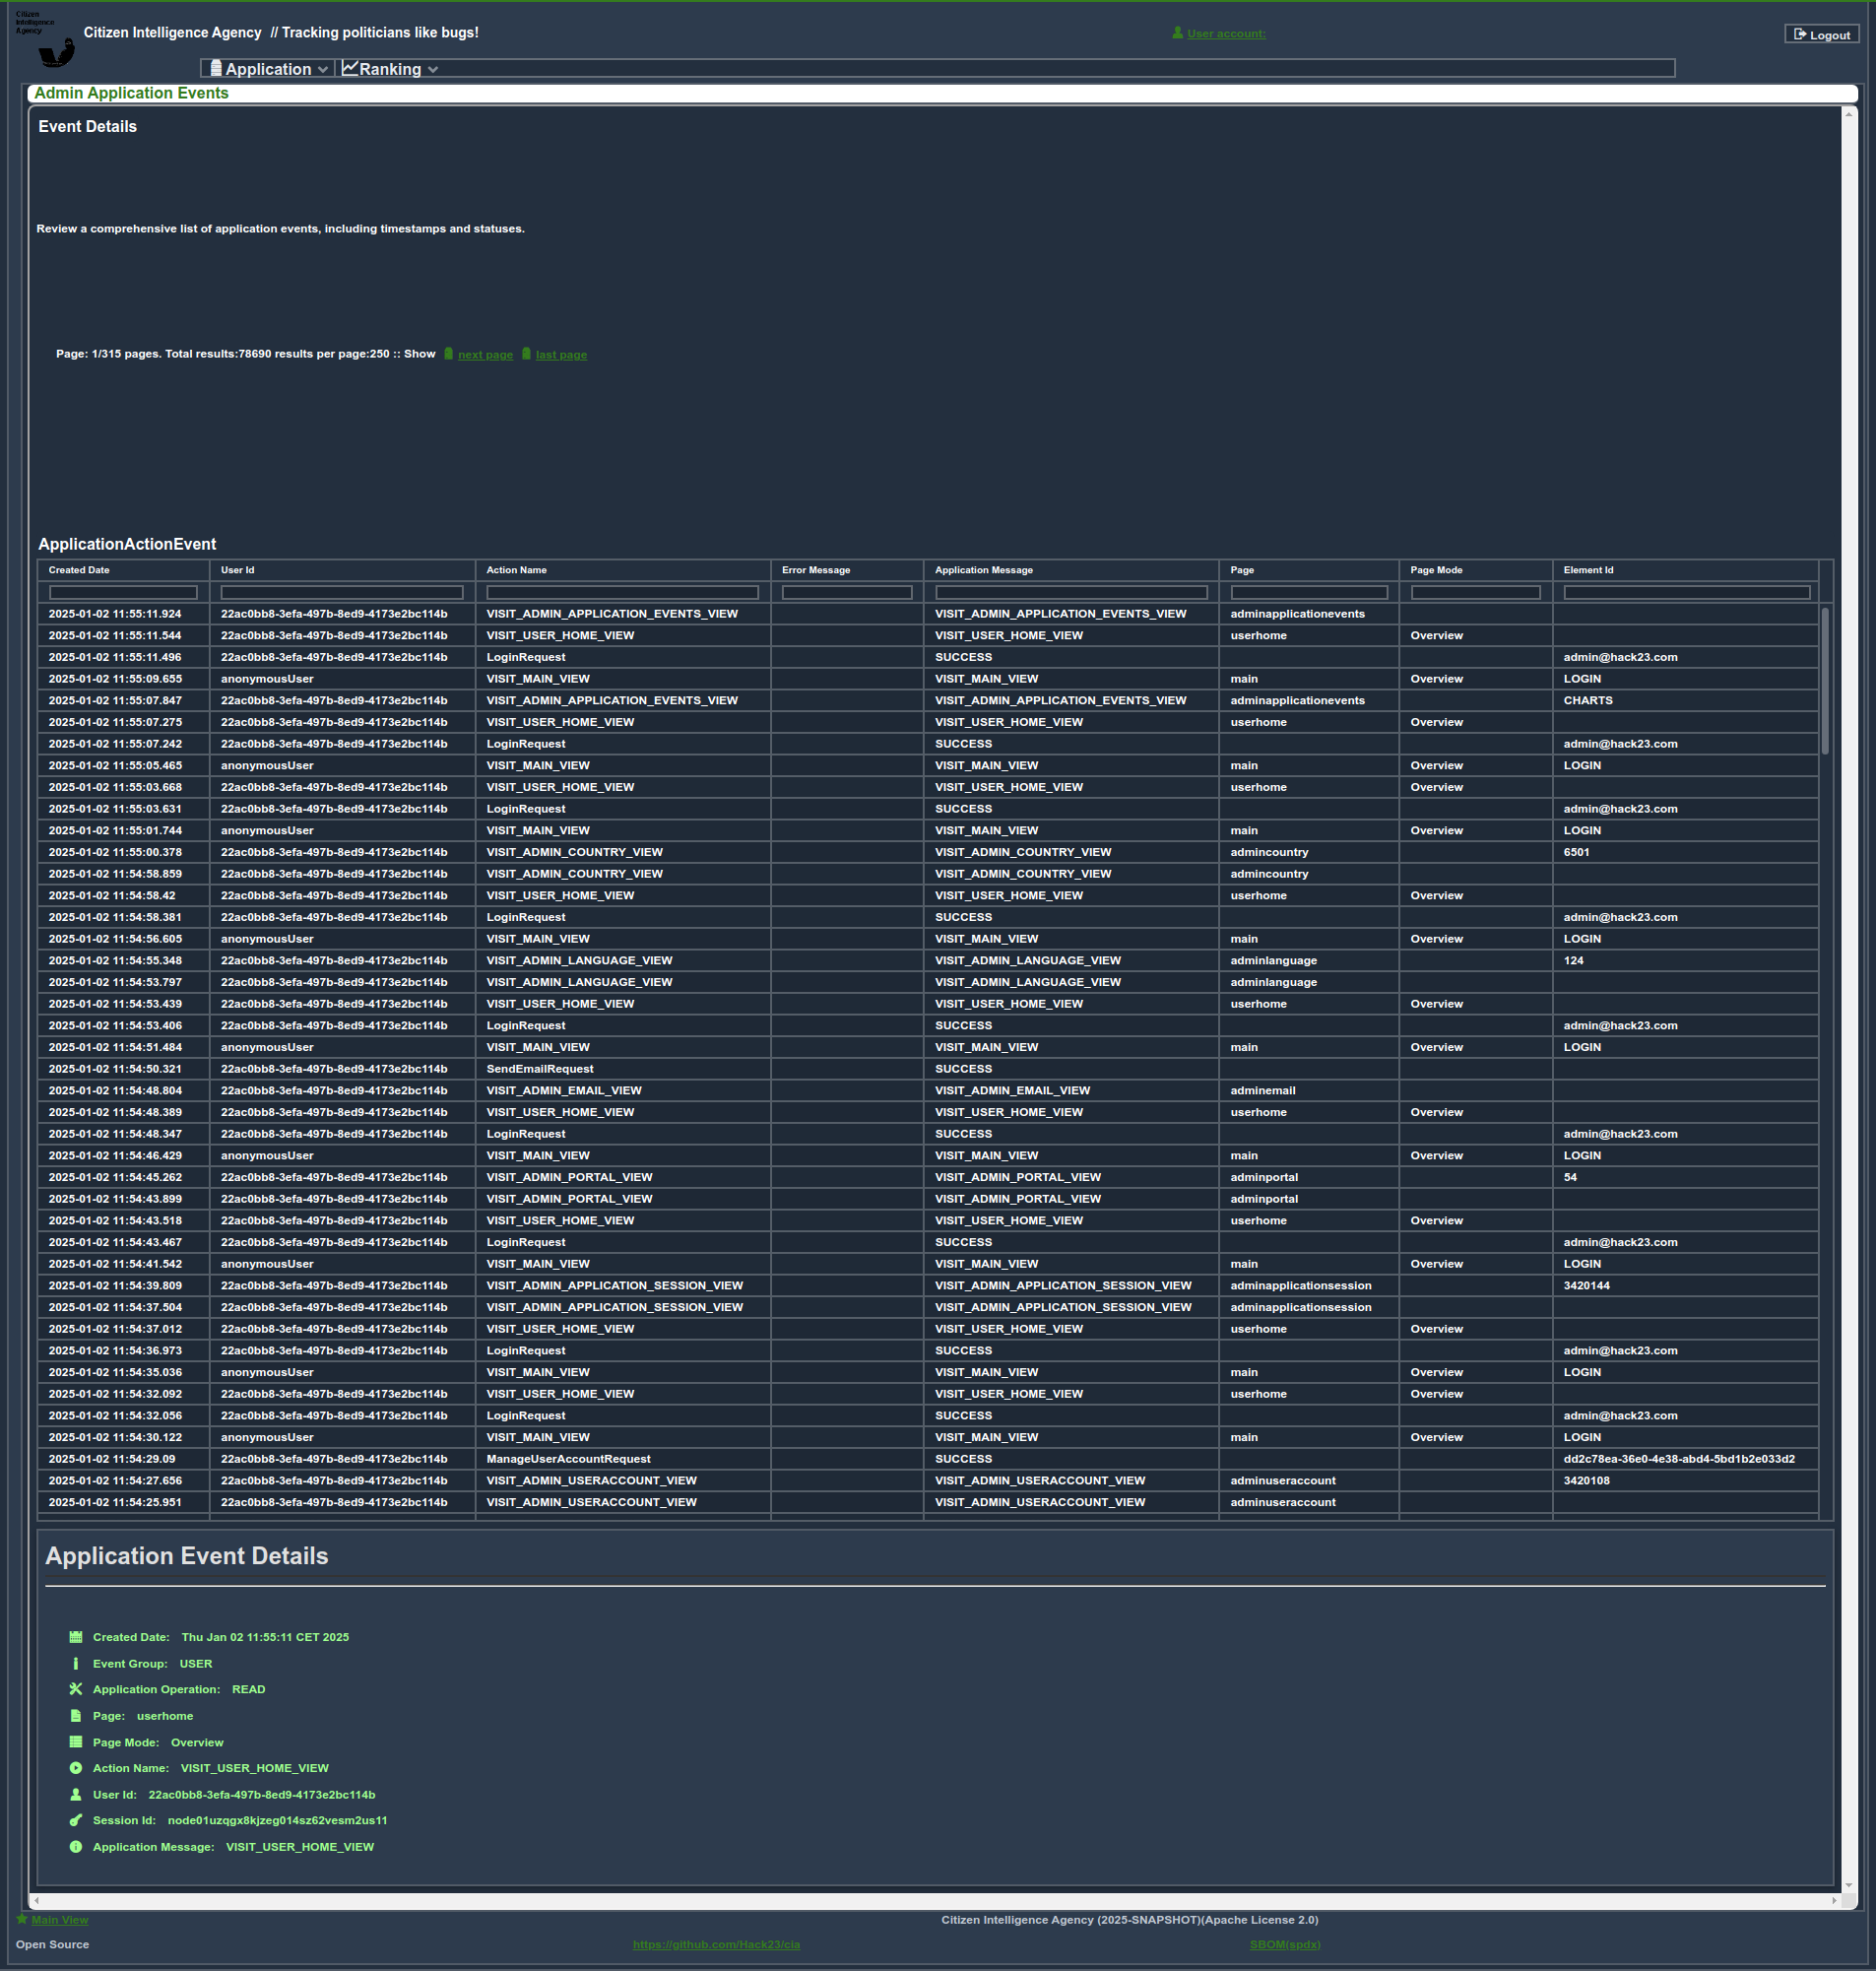 Citizen
Intelligence
Agency
Citizen Intelligence Agency // Tracking politicians like bugs!
User account:
Logout
Application Ranking
Admin Application Events
Event Details
Review a comprehensive list of application events, including timestamps and statuses.
Page: 1/315 pages. Total results:78690 results per page:250 :: Show next page last page
ApplicationActionEvent
Created Date User Id Action Name Error Message Application Message Page Page Mode Element Id
2025-01-02 11:55:11.924 22ac0bb8-3efa-497b-8ed9-4173e2bc114b VISIT_ADMIN_APPLICATION_EVENTS_VIEW VISIT_ADMIN_APPLICATION_EVENTS_VIEW adminapplicationevents
2025-01-02 11:55:11.544 22ac0bb8-3efa-497b-8ed9-4173e2bc114b VISIT_USER_HOME_VIEW VISIT_USER_HOME_VIEW userhome Overview
2025-01-02 11:55:11.496 22ac0bb8-3efa-497b-8ed9-4173e2bc114b LoginRequest SUCCESS admin@hack23.com
2025-01-02 11:55:09.655 anonymousUser VISIT_MAIN_VIEW VISIT_MAIN_VIEW main Overview LOGIN
2025-01-02 11:55:07.847 22ac0bb8-3efa-497b-8ed9-4173e2bc114b VISIT_ADMIN_APPLICATION_EVENTS_VIEW VISIT_ADMIN_APPLICATION_EVENTS_VIEW adminapplicationevents CHARTS
2025-01-02 11:55:07.275 22ac0bb8-3efa-497b-8ed9-4173e2bc114b VISIT_USER_HOME_VIEW VISIT_USER_HOME_VIEW userhome Overview
2025-01-02 11:55:07.242 22ac0bb8-3efa-497b-8ed9-4173e2bc114b LoginRequest SUCCESS admin@hack23.com
2025-01-02 11:55:05.465 anonymousUser VISIT_MAIN_VIEW VISIT_MAIN_VIEW main Overview LOGIN
2025-01-02 11:55:03.668 22ac0bb8-3efa-497b-8ed9-4173e2bc114b VISIT_USER_HOME_VIEW VISIT_USER_HOME_VIEW userhome Overview
2025-01-02 11:55:03.631 22ac0bb8-3efa-497b-8ed9-4173e2bc114b LoginRequest SUCCESS admin@hack23.com
2025-01-02 11:55:01.744 anonymousUser VISIT_MAIN_VIEW VISIT_MAIN_VIEW main Overview LOGIN
2025-01-02 11:55:00.378 22ac0bb8-3efa-497b-8ed9-4173e2bc114b VISIT_ADMIN_COUNTRY_VIEW VISIT_ADMIN_COUNTRY_VIEW admincountry 6501
2025-01-02 11:54:58.859 22ac0bb8-3efa-497b-8ed9-4173e2bc114b VISIT_ADMIN_COUNTRY_VIEW VISIT_ADMIN_COUNTRY_VIEW admincountry
2025-01-02 11:54:58.42 22ac0bb8-3efa-497b-8ed9-4173e2bc114b VISIT_USER_HOME_VIEW VISIT_USER_HOME_VIEW userhome Overview
2025-01-02 11:54:58.381 22ac0bb8-3efa-497b-8ed9-4173e2bc114b LoginRequest SUCCESS admin@hack23.com
2025-01-02 11:54:56.605 anonymousUser VISIT_MAIN_VIEW VISIT_MAIN_VIEW main Overview LOGIN
2025-01-02 11:54:55.348 22ac0bb8-3efa-497b-8ed9-4173e2bc114b VISIT_ADMIN_LANGUAGE_VIEW VISIT_ADMIN_LANGUAGE_VIEW adminlanguage 124
2025-01-02 11:54:53.797 22ac0bb8-3efa-497b-8ed9-4173e2bc114b VISIT_ADMIN_LANGUAGE_VIEW VISIT_ADMIN_LANGUAGE_VIEW adminlanguage
2025-01-02 11:54:53.439 22ac0bb8-3efa-497b-8ed9-4173e2bc114b VISIT_USER_HOME_VIEW VISIT_USER_HOME_VIEW userhome Overview
2025-01-02 11:54:53.406 22ac0bb8-3efa-497b-8ed9-4173e2bc114b LoginRequest SUCCESS admin@hack23.com
2025-01-02 11:54:51.484 anonymousUser VISIT_MAIN_VIEW VISIT_MAIN_VIEW main Overview LOGIN
2025-01-02 11:54:50.321 22ac0bb8-3efa-497b-8ed9-4173e2bc114b SendEmailRequest SUCCESS
2025-01-02 11:54:48.804 22ac0bb8-3efa-497b-8ed9-4173e2bc114b VISIT_ADMIN_EMAIL_VIEW VISIT_ADMIN_EMAIL_VIEW adminemail
2025-01-02 11:54:48.389 22ac0bb8-3efa-497b-8ed9-4173e2bc114b VISIT_USER_HOME_VIEW VISIT_USER_HOME_VIEW userhome Overview
2025-01-02 11:54:48.347 22ac0bb8-3efa-497b-8ed9-4173e2bc114b LoginRequest SUCCESS admin@hack23.com
2025-01-02 11:54:46.429 anonymousUser VISIT_MAIN_VIEW VISIT_MAIN_VIEW main Overview LOGIN
2025-01-02 11:54:45.262 22ac0bb8-3efa-497b-8ed9-4173e2bc114b VISIT_ADMIN_PORTAL_VIEW VISIT_ADMIN_PORTAL_VIEW adminportal 54
2025-01-02 11:54:43.899 22ac0bb8-3efa-497b-8ed9-4173e2bc114b VISIT_ADMIN_PORTAL_VIEW VISIT_ADMIN_PORTAL_VIEW adminportal
2025-01-02 11:54:43.518 22ac0bb8-3efa-497b-8ed9-4173e2bc114b VISIT_USER_HOME_VIEW VISIT_USER_HOME_VIEW userhome Overview
2025-01-02 11:54:43.467 22ac0bb8-3efa-497b-8ed9-4173e2bc114b LoginRequest SUCCESS admin@hack23.com
2025-01-02 11:54:41.542 anonymousUser VISIT_MAIN_VIEW VISIT_MAIN_VIEW main Overview LOGIN
2025-01-02 11:54:39.809 22ac0bb8-3efa-497b-8ed9-4173e2bc114b VISIT_ADMIN_APPLICATION_SESSION_VIEW VISIT_ADMIN_APPLICATION_SESSION_VIEW adminapplicationsession 3420144
2025-01-02 11:54:37.504 22ac0bb8-3efa-497b-8ed9-4173e2bc114b VISIT_ADMIN_APPLICATION_SESSION_VIEW VISIT_ADMIN_APPLICATION_SESSION_VIEW adminapplicationsession
2025-01-02 11:54:37.012 22ac0bb8-3efa-497b-8ed9-4173e2bc114b VISIT_USER_HOME_VIEW VISIT_USER_HOME_VIEW userhome Overview
2025-01-02 11:54:36.973 22ac0bb8-3efa-497b-8ed9-4173e2bc114b LoginRequest SUCCESS admin@hack23.com
2025-01-02 11:54:35.036 anonymousUser VISIT_MAIN_VIEW VISIT_MAIN_VIEW main Overview LOGIN
2025-01-02 11:54:32.092 22ac0bb8-3efa-497b-8ed9-4173e2bc114b VISIT_USER_HOME_VIEW VISIT_USER_HOME_VIEW userhome Overview
2025-01-02 11:54:32.056 22ac0bb8-3efa-497b-8ed9-4173e2bc114b LoginRequest SUCCESS admin@hack23.com
2025-01-02 11:54:30.122 anonymousUser VISIT_MAIN_VIEW VISIT_MAIN_VIEW main Overview LOGIN
2025-01-02 11:54:29.09 22ac0bb8-3efa-497b-8ed9-4173e2bc114b ManageUserAccountRequest SUCCESS dd2c78ea-36e0-4e38-abd4-5bd1b2e033d2
2025-01-02 11:54:27.656 22ac0bb8-3efa-497b-8ed9-4173e2bc114b VISIT_ADMIN_USERACCOUNT_VIEW VISIT_ADMIN_USERACCOUNT_VIEW adminuseraccount 3420108
2025-01-02 11:54:25.951 22ac0bb8-3efa-497b-8ed9-4173e2bc114b VISIT_ADMIN_USERACCOUNT_VIEW VISIT_ADMIN_USERACCOUNT_VIEW adminuseraccount
Application Event Details
Created Date: Thu Jan 02 11:55:11 CET 2025
Event Group: USER
Application Operation: READ
Page: userhome
Page Mode: Overview
Action Name: VISIT_USER_HOME_VIEW
User Id: 22ac0bb8-3efa-497b-8ed9-4173e2bc114b
Session Id: node01uzqgx8kjzeg014sz62vesm2us11
Application Message: VISIT_USER_HOME_VIEW
Main View
Citizen Intelligence Agency (2025-SNAPSHOT)(Apache License 2.0)
Open Source
https://github.com/Hack23/cia
SBOM(spdx)